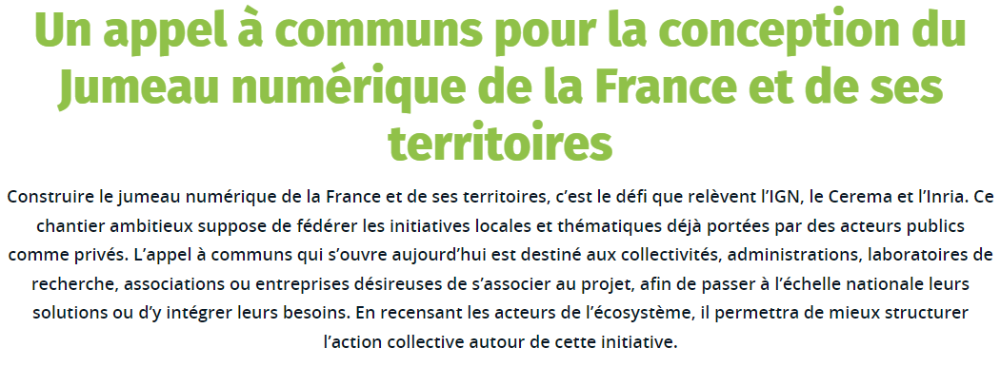 Un appel à communs pour la conception du
Jumeau numérique de la France et de ses
territoires
Construire le jumeau numérique de la France et de ses territoires, c’est le défi que relèvent l’IGN, le Cerema et l’Inria. Ce
chantier ambitieux suppose de fédérer les initiatives locales et thématiques déjà portées par des acteurs publics
comme privés. L’appel à communs qui s’ouvre aujourd’hui est destiné aux collectivités, administrations, laboratoires de
recherche, associations ou entreprises désireuses de s’associer au projet, afin de passer à l’échelle nationale leurs
solutions ou d’y intégrer leurs besoins. En recensant les acteurs de l’écosystème, il permettra de mieux structurer
l’action collective autour de cette initiative.